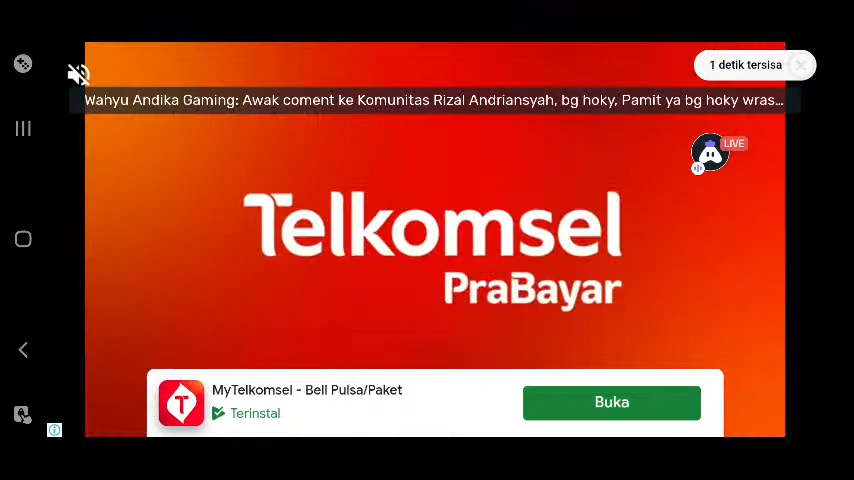 1 detik tersisa
Wahyu Andika Gaming: Awak coment ke Komunitas Rizal Andriansyah, bg hoky, Pamit ya bg hoky wras...
LIVE
Telkomsel
PraBayar
MyTelkomsel - Beli Pulsa/Paket
Terinstal
Buka